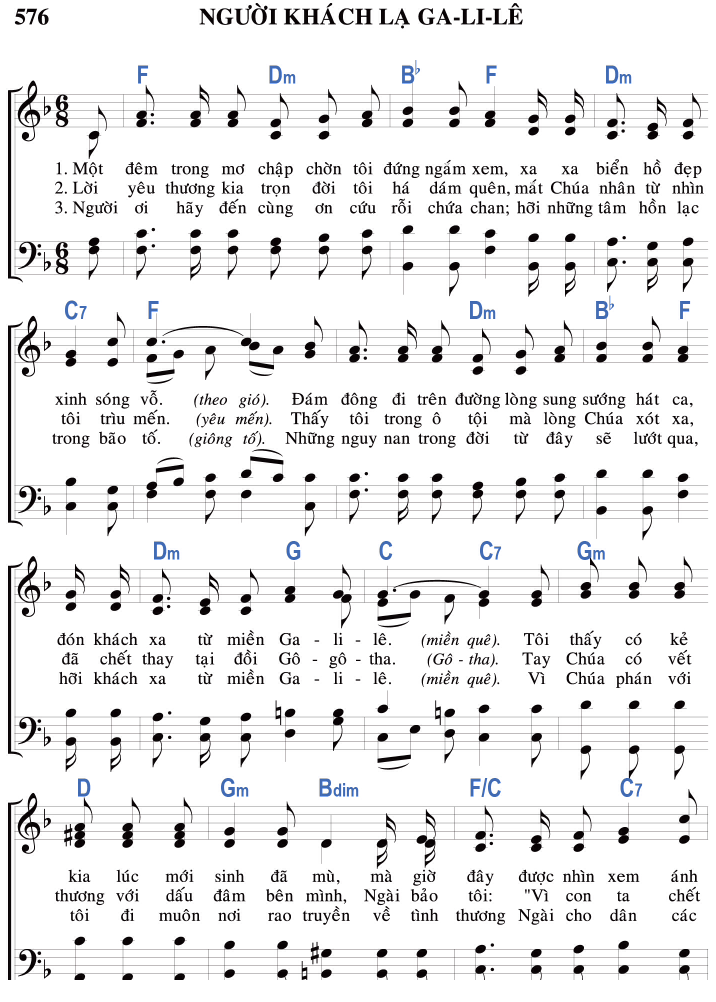 576 NGƯỜI KHÁCH LẠ GA-LI-LÊ
F Dm B♭ F Dm
6 8
1. Một đêm trong mơ chập chờn tôi đứng ngắm xem, xa xa biển hồ đẹp
2. Lời yêu thương kia trọn đời tôi há dám quên, mát Chúa nhân từ nhìn
3. Người ơi hãy đến cùng ơn cứu rỗi chứa chan; hỡi những tâm hồn lạc
6 8
C7 F Dm B♭ F
xinh sóng vỗ. (theo gió). Đám đông đi trên đường lòng sung sướng hát ca,
tôi trìu mến. (yêu mến). Thấy tôi trong ô tội mà lòng Chúa xót xa,
trong bão tố. (giông tố). Những nguy nan trong đời từ đây sẽ lướt qua,
Dm G C C7 Gm
đón khách xa từ miền Ga - li - lê. (miền quê). Tôi thấy có kẻ
đã chết thay tại đồi Gô - gô - tha. (Gô - tha). Tay Chúa có vết
hỡi khách xa từ miền Ga - li - lê. (miền quê). Vì Chúa phán với
D Gm Bdim F/C C7
kia lúc mới sinh đã mù, mà giờ đây được nhìn xem ánh
thương với dấu đâm bên mình, Ngài bảo tôi: "Vì con ta chết
tôi đi muôn nơi rao truyền về tình thương Ngài cho dân các